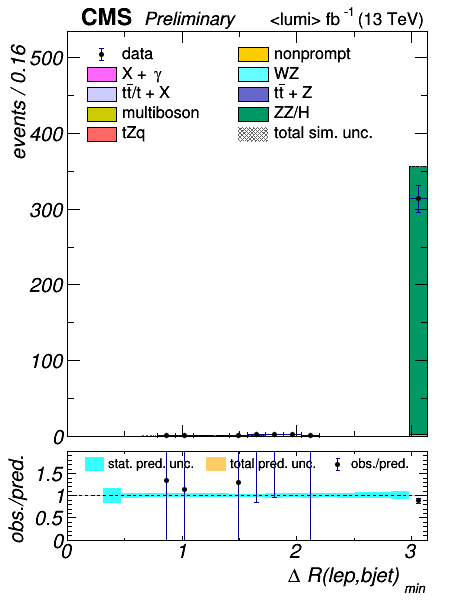 CMS Preliminary <lumi> fb⁻¹ (13 TeV)
events / 0.16
500
400
300
200
100
0
data
X + γ
tt̄/t + X
multiboson
tZq
nonprompt
WZ
tt̄ + Z
ZZ/H
total sim. unc.
obs./pred.
1.5
1
0.5
0
stat. pred. unc. total pred. unc. obs./pred.
0 1 2 3
Δ R(lep,bjet) min